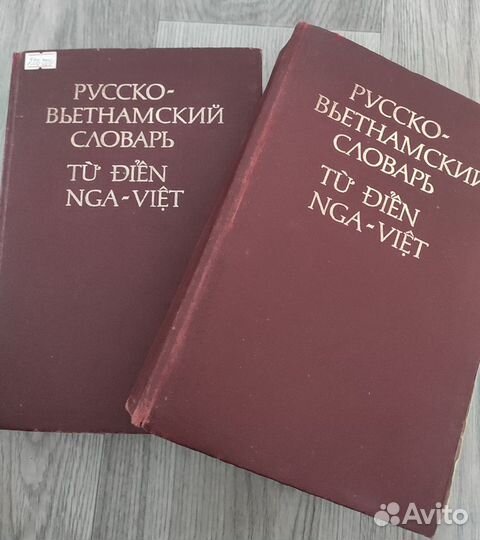 РУССКО-
ВЬЕТНАМСКИЙ
СЛОВАРЬ
TỪ ĐIỂN
NGA-VIỆT
РУССКО-
ВЬЕТНАМСКИЙ
СЛОВАРЬ
TỪ ĐIỂN
NGA-VIỆT
Avito